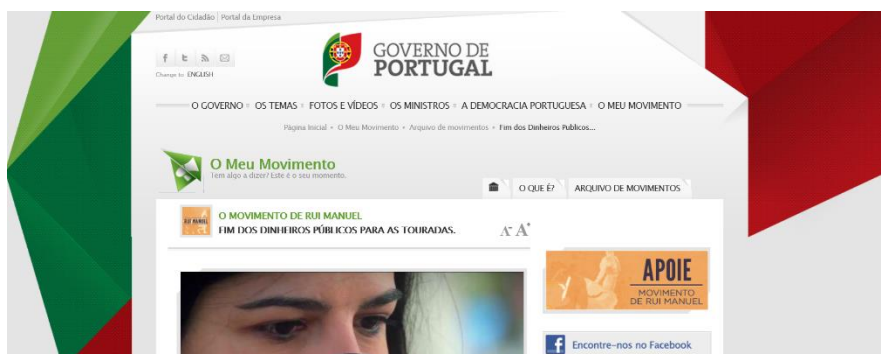 Portal do Cidadão Portal da Empresa
GOVERNO DE
PORTUGAL
Change to ENGLISH
O GOVERNO OS TEMAS FOTOS E VÍDEOS OS MINISTROS A DEMOCRACIA PORTUGUESA O MEU MOVIMENTO
Página Inicial • O Meu Movimento • Arquivo de movimentos • Fim dos Dinheiros Publicos...
O Meu Movimento
Tem algo a dizer? Este é o seu momento.
O QUE É? ARQUIVO DE MOVIMENTOS
RUI MANUEL
O MOVIMENTO DE RUI MANUEL
FIM DOS DINHEIROS PÚBLICOS PARA AS TOURADAS.
A- A+
APOIE
MOVIMENTO
DE RUI MANUEL
Encontre-nos no Facebook